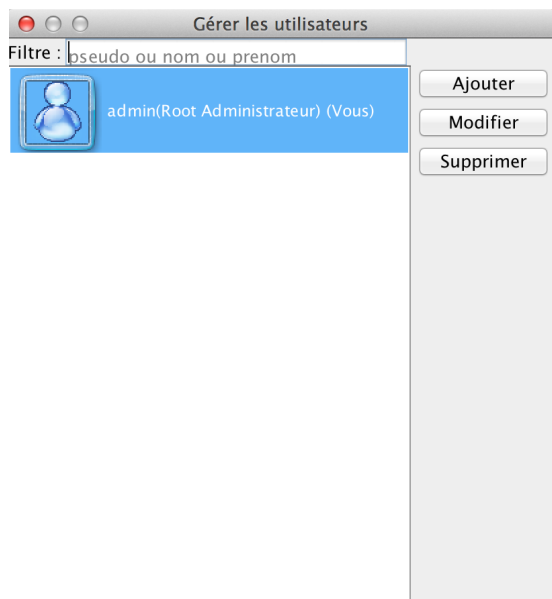 Gérer les utilisateurs
Filtre : pseudo ou nom ou prenom
admin(Root Administrateur) (Vous)
Ajouter
Modifier
Supprimer